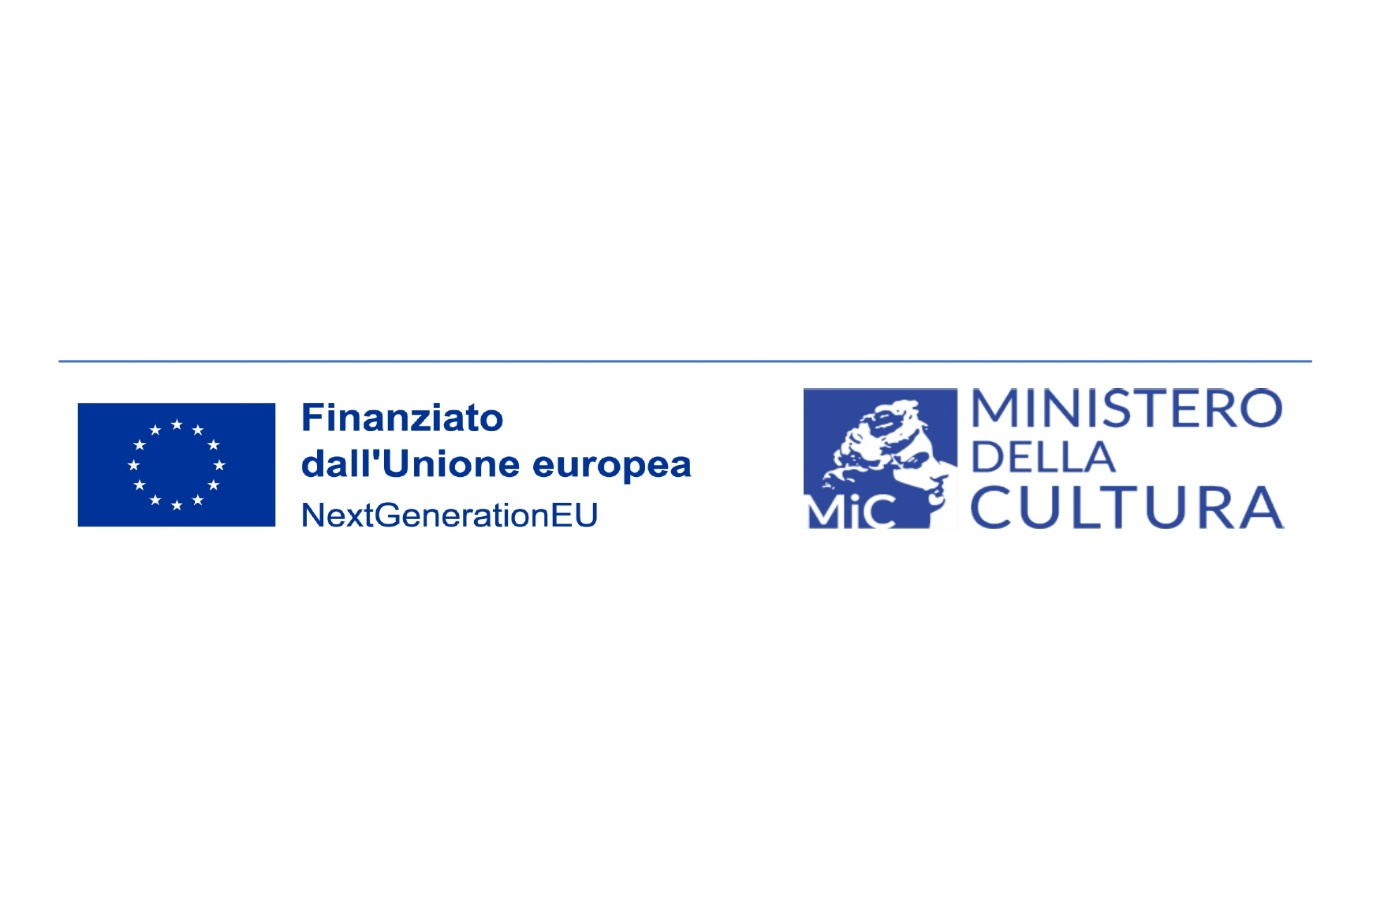 Finanziato
dall'Unione europea
NextGenerationEU
MiC
MINISTERO
DELLA
CULTURA